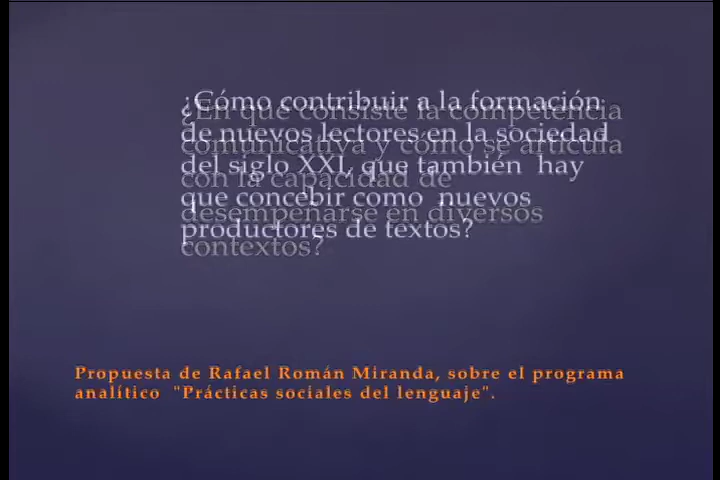 ¿Cómo contribuir a la formación
de nuevos lectores en la sociedad
del siglo XXI, que también hay
que concebir como nuevos
productores de textos?
¿En qué consiste la competencia
comunicativa y cómo se articula
con la capacidad de
desempeñarse en diversos
contextos?
Propuesta de Rafael Román Miranda, sobre el programa
analítico "Prácticas sociales del lenguaje".